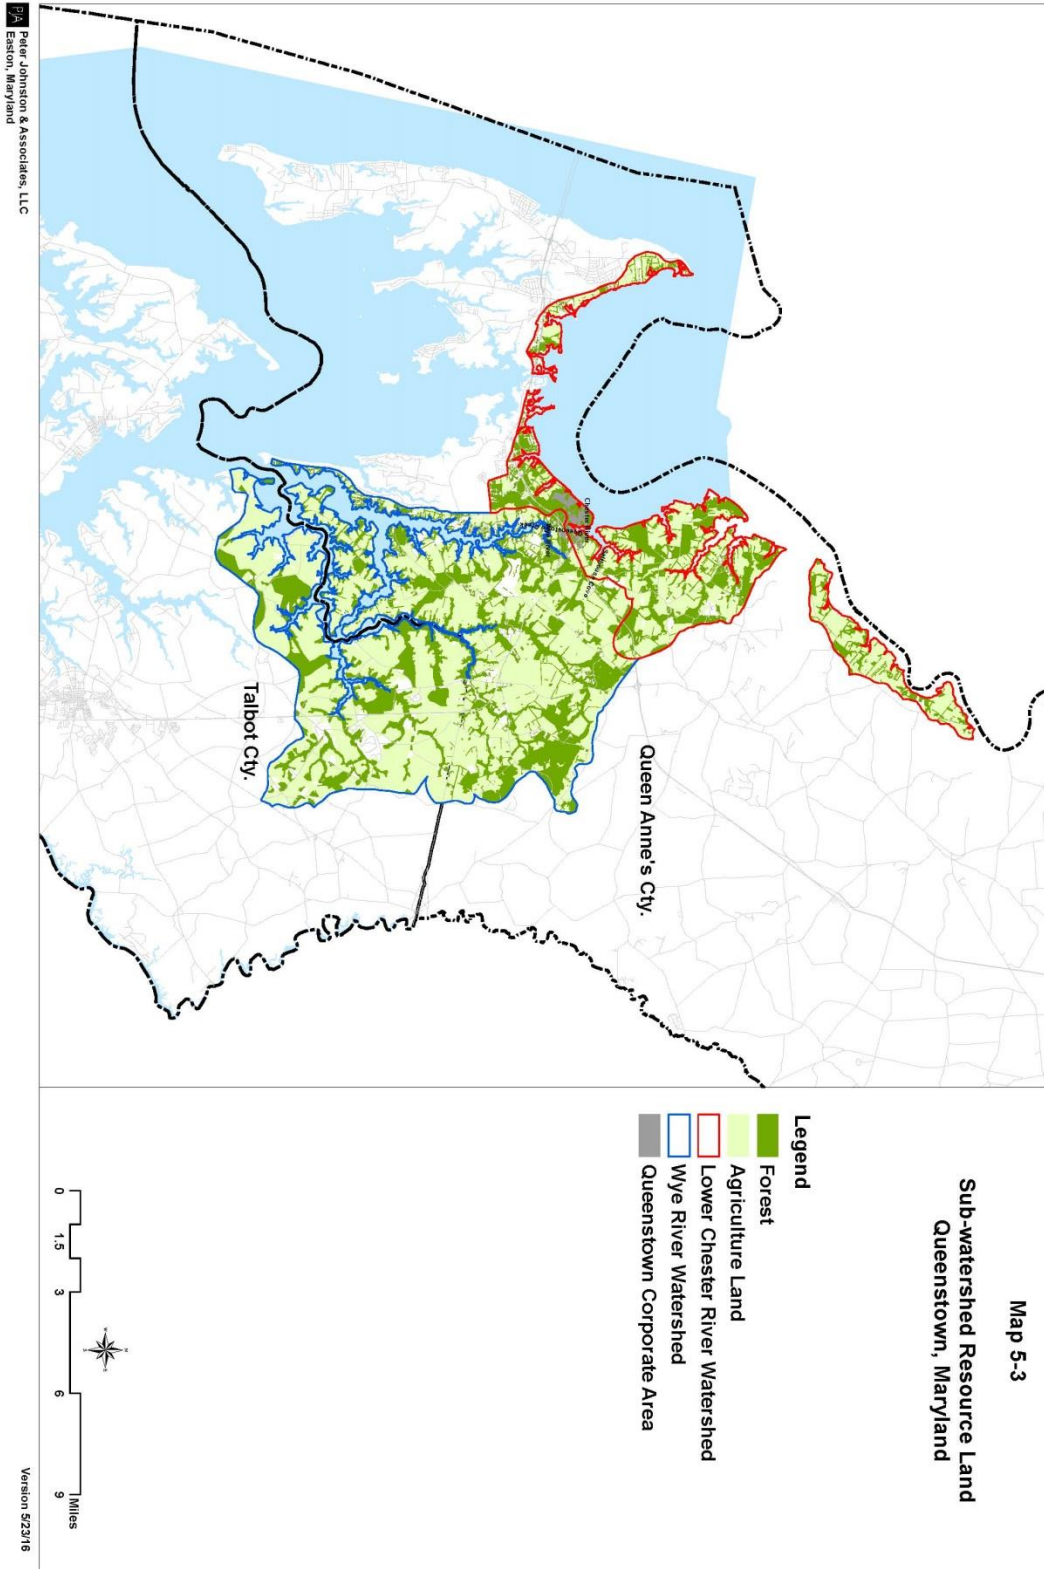 Map 5-3
Sub-watershed Resource Land
Queenstown, Maryland
Legend
Forest
Agriculture Land
Lower Chester River Watershed
Wye River Watershed
Queenstown Corporate Area
0 1.5 3 6 9
Miles
Queen Anne's Cty.
Talbot Cty.
PJA
Peter Johnston & Associates, LLC
Easton, Maryland
Version 5/23/16